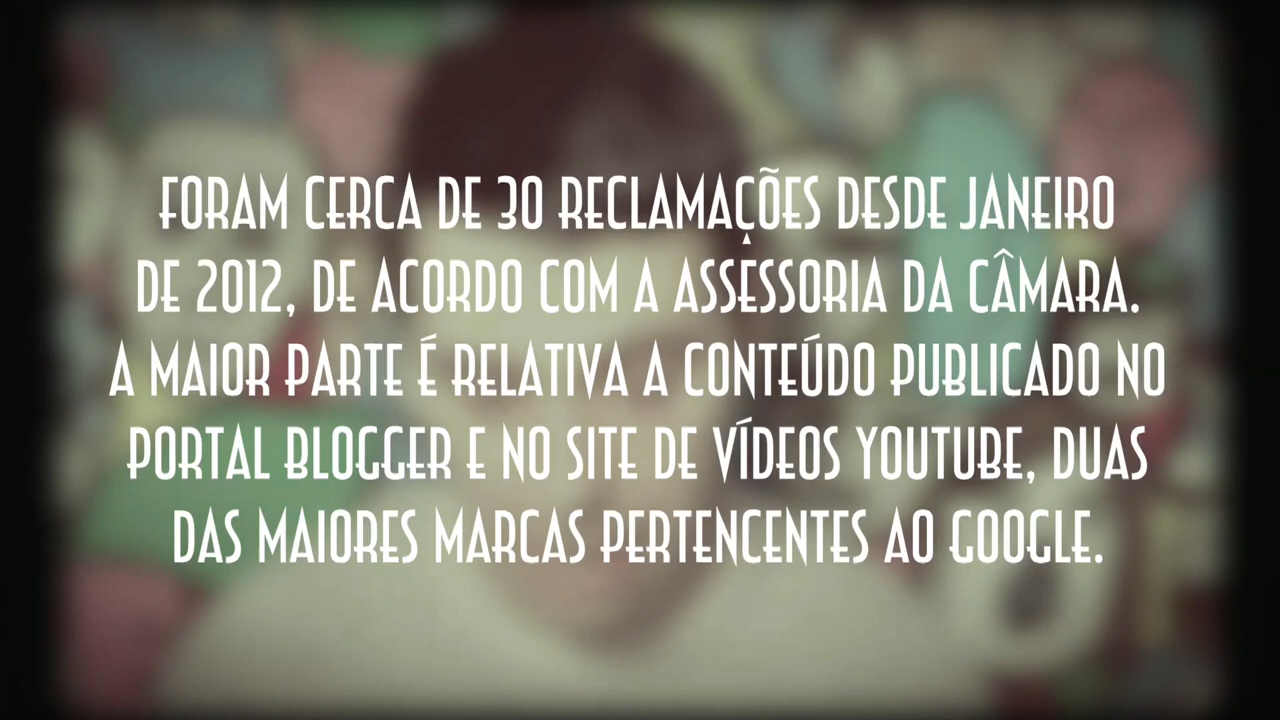 FORAM CERCA DE 30 RECLAMAÇÕES DESDE JANEIRO
DE 2012, DE ACORDO COM A ASSESSORIA DA CÂMARA.
A MAIOR PARTE É RELATIVA A CONTEÚDO PUBLICADO NO
PORTAL BLOGGER E NO SITE DE VÍDEOS YOUTUBE, DUAS
DAS MAIORES MARCAS PERTENCENTES AO GOOGLE.